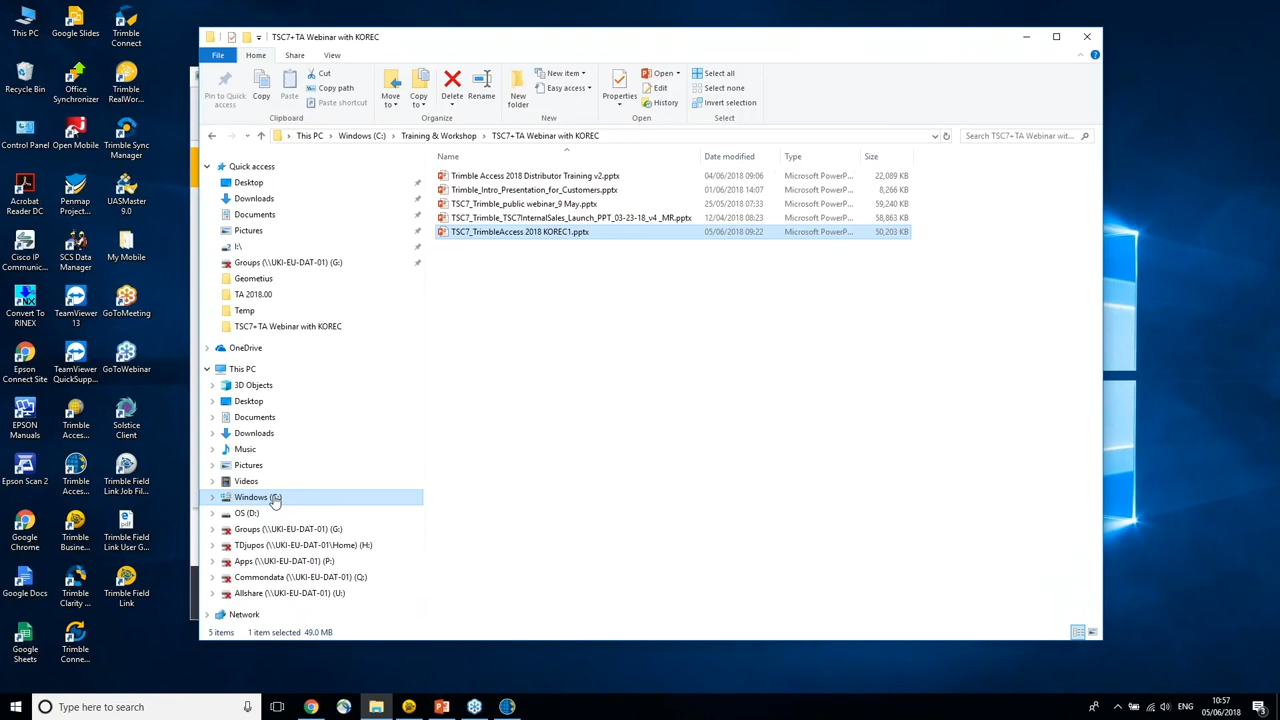 This PC
Google Slides
Trimble Connect
Recycle Bin
Office Synchronizer
Trimble RealWor...
Control Panel
Open Mobile
Trimble Sync Manager
Acrobat Reader DC
Penmap Project...
UASMaster 9.0
Cisco IP Communic...
SCS Data Manager
My Mobile
Convert To RINEX
TeamViewer 13
GoToMeeting
Epson Connect Site
TeamViewer QuickSupp...
GoToWebinar
EPSON Manuals
Trimble Access...
Solstice Client
Epson Scan 2
Penmap Acces...
Trimble Field Link Job Fil...
Google Chrome
Trimble Busine...
Trimble Field Link User G...
Google Docs
Trimble Clarity ...
Trimble Field Link
Google Sheets
Trimble Conne...
TSC7+TA Webinar with KOREC
File Home Share View
Pin to Quick access
Copy
Paste
Cut
Copy path
Paste shortcut
Clipboard
Move to
Copy to
Delete
Rename
Organize
New folder
New item
Easy access
New
Properties
Open
Edit
History
Open
Select all
Select none
Invert selection
Select
This PC > Windows (C:) > Training & Workshop > TSC7+TA Webinar with KOREC
Search TSC7+TA Webinar wit...
Name Date modified Type Size
Trimble Access 2018 Distributor Training v2.pptx 04/06/2018 09:06 Microsoft PowerP... 22,089 KB
Trimble_Intro_Presentation_for_Customers.pptx 01/06/2018 14:07 Microsoft PowerP... 8,266 KB
TSC7_Trimble_public webinar_9 May.pptx 25/05/2018 07:33 Microsoft PowerP... 59,240 KB
TSC7_Trimble_TSC7InternalSales_Launch_PPT_03-23-18_v4 _MR.pptx 12/04/2018 08:23 Microsoft PowerP... 58,863 KB
TSC7_TrimbleAccess 2018 KOREC1.pptx 05/06/2018 09:22 Microsoft PowerP... 50,203 KB
Quick access
Desktop
Downloads
Documents
Pictures
I:\
Groups (\\UKI-EU-DAT-01) (G:)
Geometius
TA 2018.00
Temp
TSC7+TA Webinar with KOREC
OneDrive
This PC
3D Objects
Desktop
Documents
Downloads
Music
Pictures
Videos
Windows (C:)
OS (D:)
Groups (\\UKI-EU-DAT-01) (G:)
TDjupos (\\UKI-EU-DAT-01\Home) (H:)
Apps (\\UKI-EU-DAT-01) (P:)
Commondata (\\UKI-EU-DAT-01) (Q:)
Allshare (\\UKI-EU-DAT-01) (U:)
Network
5 items 1 item selected 49.0 MB
Type here to search
ENG
10:57
05/06/2018
3